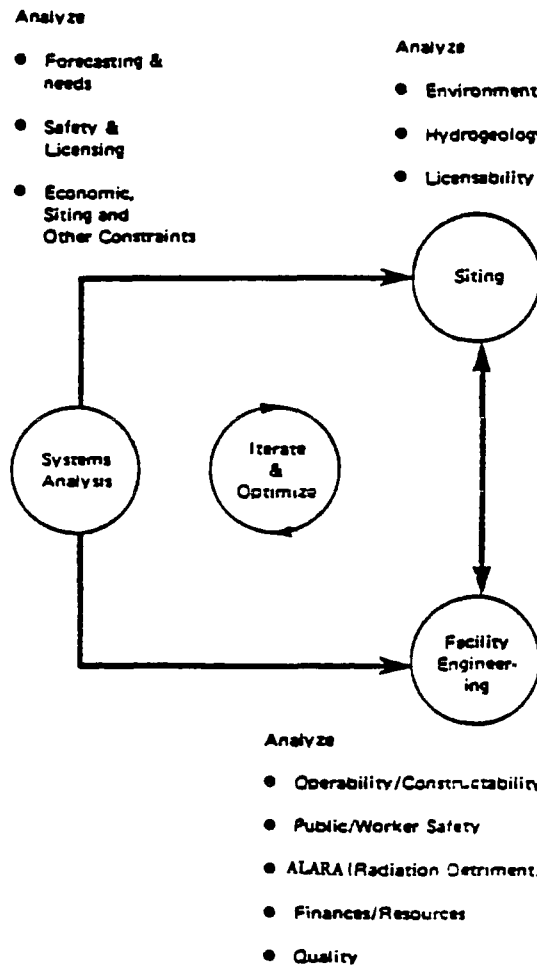 Analyze
● Forecasting &
needs
● Safety &
Licensing
● Economic,
Siting and
Other Constraints
Analyze
● Environment
● Hydrogeology
● Licensability
Siting
Systems
Analysis
Iterate
&
Optimize
Facility
Engineer-
ing
Analyze
● Operability/Constructability
● Public/Worker Safety
● ALARA (Radiation Detriment.
● Finances/Resources
● Quality